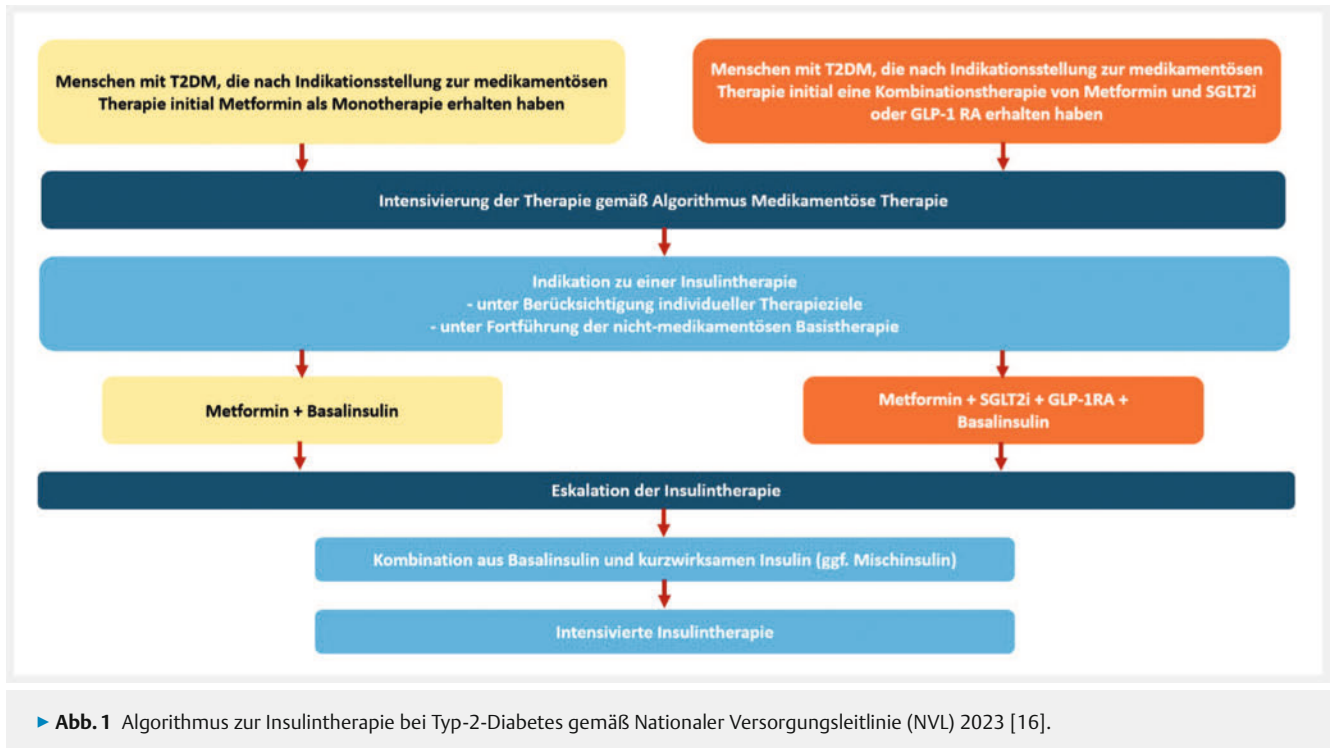 Menschen mit T2DM, die nach Indikationsstellung zur medikamentösen
Therapie initial Metformin als Monotherapie erhalten haben
Menschen mit T2DM, die nach Indikationsstellung zur medikamentösen
Therapie initial eine Kombinationstherapie von Metformin und SGLT2i
oder GLP-1 RA erhalten haben
Intensivierung der Therapie gemäß Algorithmus Medikamentöse Therapie
Indikation zu einer Insulintherapie
- unter Berücksichtigung individueller Therapieziele
- unter Fortführung der nicht-medikamentösen Basistherapie
Metformin + Basalinsulin
Metformin + SGLT2i + GLP-1RA +
Basalinsulin
Eskalation der Insulintherapie
Kombination aus Basalinsulin und kurzwirksamen Insulin (ggf. Mischinsulin)
Intensivierte Insulintherapie
▶ Abb. 1 Algorithmus zur Insulintherapie bei Typ-2-Diabetes gemäß Nationaler Versorgungsleitlinie (NVL) 2023 [16].